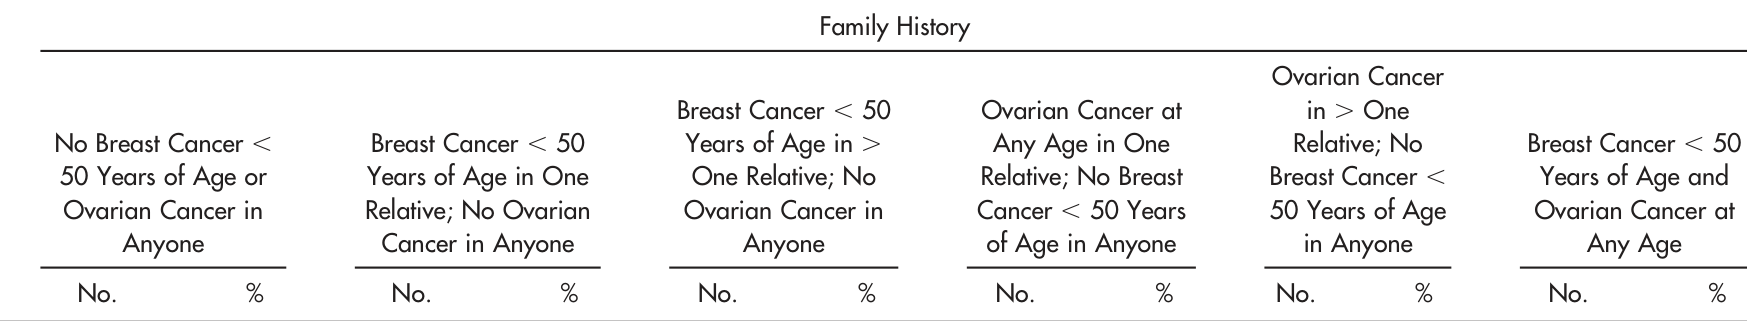 Family History
No Breast Cancer <
50 Years of Age or
Ovarian Cancer in
Anyone
Breast Cancer < 50
Years of Age in One
Relative; No Ovarian
Cancer in Anyone
Breast Cancer < 50
Years of Age in >
One Relative; No
Ovarian Cancer in
Anyone
Ovarian Cancer at
Any Age in One
Relative; No Breast
Cancer < 50 Years
of Age in Anyone
Ovarian Cancer
in > One
Relative; No
Breast Cancer <
50 Years of Age
in Anyone
Breast Cancer < 50
Years of Age and
Ovarian Cancer at
Any Age
No. % No. % No. % No. % No. % No. %